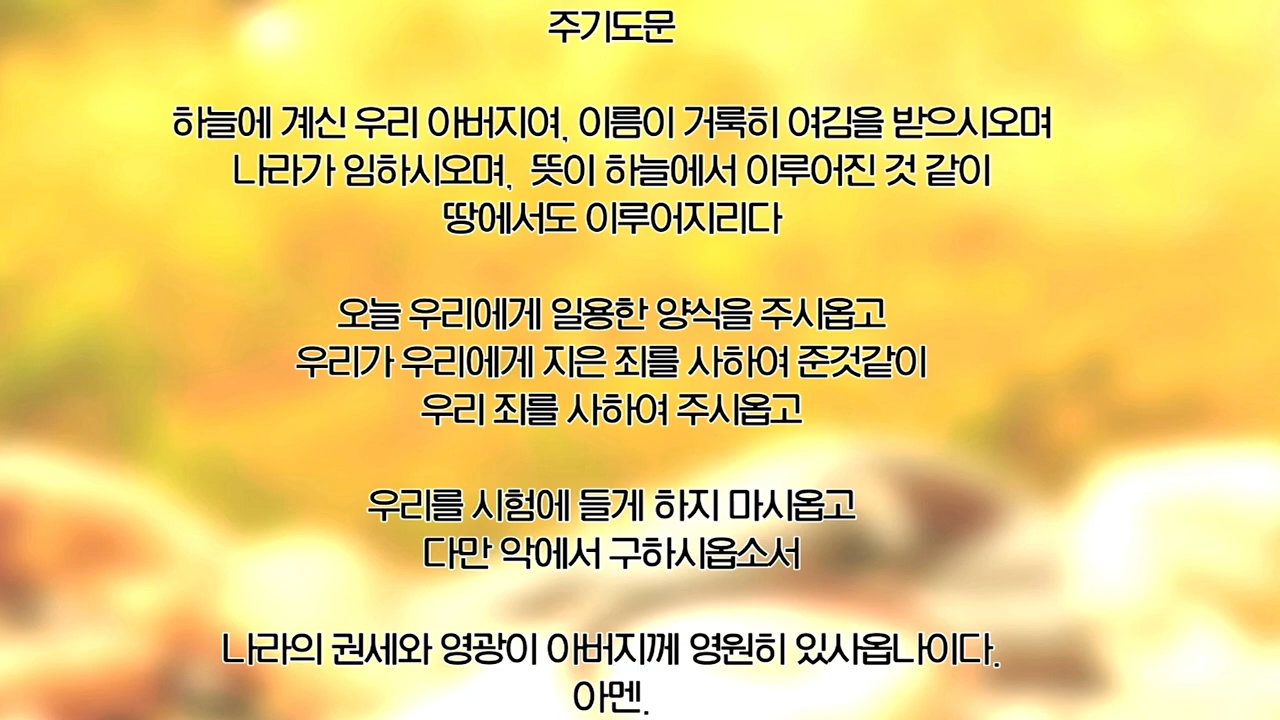 주기도문
하늘에 계신 우리 아버지여, 이름이 거룩히 여김을 받으시오며
나라가 임하시오며, 뜻이 하늘에서 이루어진 것 같이
땅에서도 이루어지리다
오늘 우리에게 일용한 양식을 주시옵고
우리가 우리에게 지은 죄를 사하여 준것같이
우리 죄를 사하여 주시옵고
우리를 시험에 들게 하지 마시옵고
다만 악에서 구하시옵소서
나라의 권세와 영광이 아버지께 영원히 있사옵나이다.
아멘.